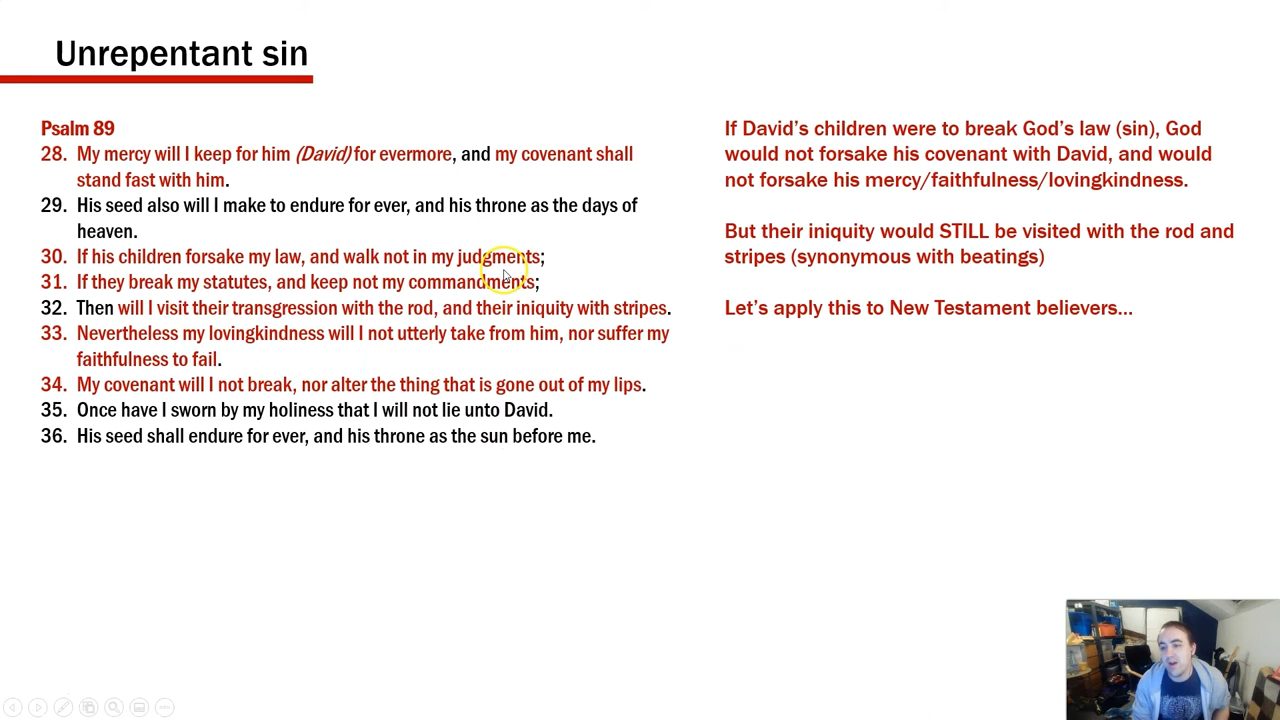 Unrepentant sin
Psalm 89
28. My mercy will I keep for him (David) for evermore, and my covenant shall
stand fast with him.
29. His seed also will I make to endure for ever, and his throne as the days of
heaven.
30. If his children forsake my law, and walk not in my judgments;
31. If they break my statutes, and keep not my commandments;
32. Then will I visit their transgression with the rod, and their iniquity with stripes.
33. Nevertheless my lovingkindness will I not utterly take from him, nor suffer my
faithfulness to fail.
34. My covenant will I not break, nor alter the thing that is gone out of my lips.
35. Once have I sworn by my holiness that I will not lie unto David.
36. His seed shall endure for ever, and his throne as the sun before me.
If David's children were to break God's law (sin), God
would not forsake his covenant with David, and would
not forsake his mercy/faithfulness/lovingkindness.
But their iniquity would STILL be visited with the rod and
stripes (synonymous with beatings)
Let's apply this to New Testament believers...